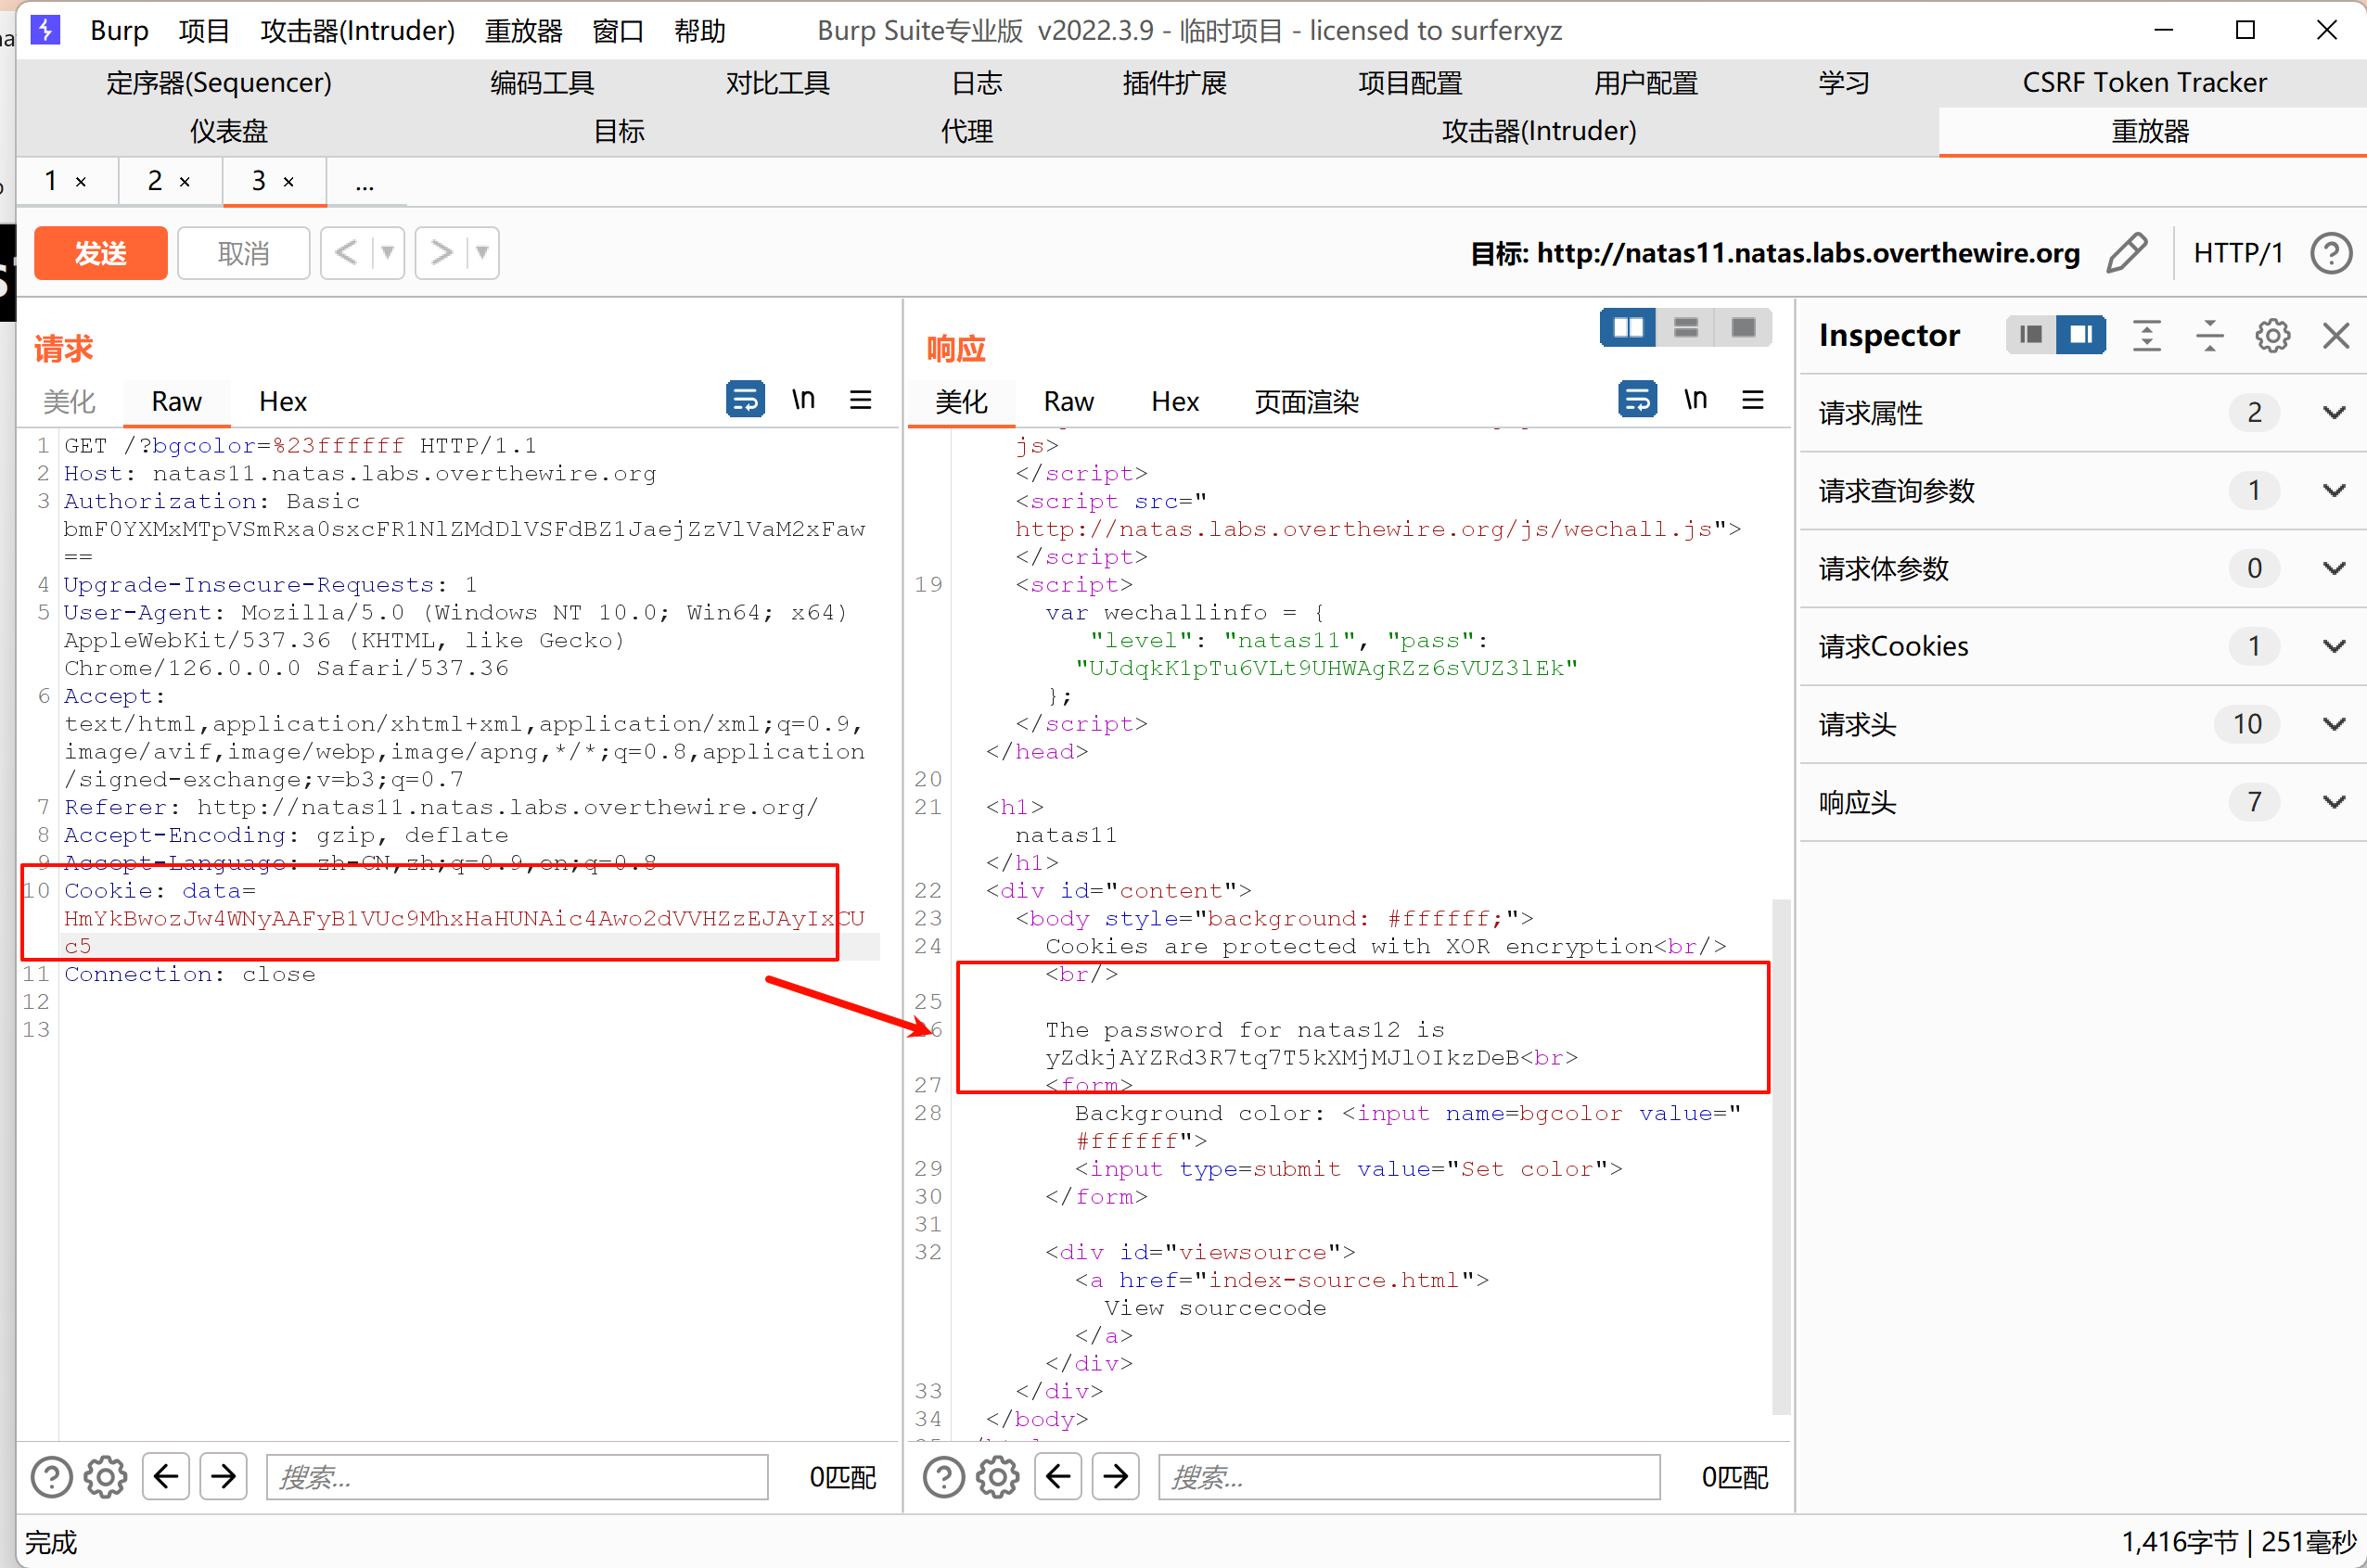 Burp 项目 攻击器(Intruder) 重放器 窗口 帮助 Burp Suite专业版 v2022.3.9 - 临时项目 - licensed to surferxyz
定序器(Sequencer) 编码工具 对比工具 日志 插件扩展 项目配置 用户配置 学习 CSRF Token Tracker
仪表盘 目标 代理 攻击器(Intruder) 重放器
1 × 2 × 3 × ...
发送 取消 < > 目标: http://natas11.natas.labs.overthewire.org HTTP/1
请求
美化 Raw Hex \n
1 GET /?bgcolor=%23ffffff HTTP/1.1
2 Host: natas11.natas.labs.overthewire.org
3 Authorization: Basic
bmF0YXMxMTpVSmRxa0sxcFR1NlZMdDlVSFdBZ1JaejZzVlVaM2xFaw
==
4 Upgrade-Insecure-Requests: 1
5 User-Agent: Mozilla/5.0 (Windows NT 10.0; Win64; x64)
AppleWebKit/537.36 (KHTML, like Gecko)
Chrome/126.0.0.0 Safari/537.36
6 Accept:
text/html,application/xhtml+xml,application/xml;q=0.9,
image/avif,image/webp,image/apng,*/*;q=0.8,application
/signed-exchange;v=b3;q=0.7
7 Referer: http://natas11.natas.labs.overthewire.org/
8 Accept-Encoding: gzip, deflate
9 Accept-Language: zh-CN,zh;q=0.9,en;q=0.8
10 Cookie: data=
HmYkBwozJw4WNyAAFyB1VUc9MhxHaHUNAic4Awo2dVVHZzEJAyIxCU
c5
11 Connection: close
12
13
搜索... 0匹配
响应
美化 Raw Hex 页面渲染 \n
js>
</script>
<script src="
http://natas.labs.overthewire.org/js/wechall.js">
</script>
19 <script>
var wechallinfo = {
"level": "natas11", "pass":
"UJdqkK1pTu6VLt9UHWAgRZz6sVUZ3lEk"
};
</script>
</head>
20
21 <h1>
natas11
</h1>
22 <div id="content">
23 <body style="background: #ffffff;">
24 Cookies are protected with XOR encryption<br/>
<br/>
25
26 The password for natas12 is
yZdkjAYZRd3R7tq7T5kXMjMJlOIkzDeB<br>
27 <form>
28 Background color: <input name=bgcolor value="
#ffffff">
29 <input type=submit value="Set color">
30 </form>
31
32 <div id="viewsource">
<a href="index-source.html">
View sourcecode
</a>
</div>
33 </div>
34 </body>
搜索... 0匹配
Inspector
请求属性 2
请求查询参数 1
请求体参数 0
请求Cookies 1
请求头 10
响应头 7
完成 1,416字节 | 251毫秒